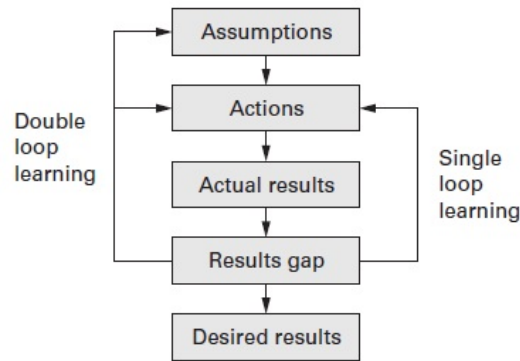 Assumptions
Actions
Double
loop
learning
Actual results
Single
loop
learning
Results gap
Desired results